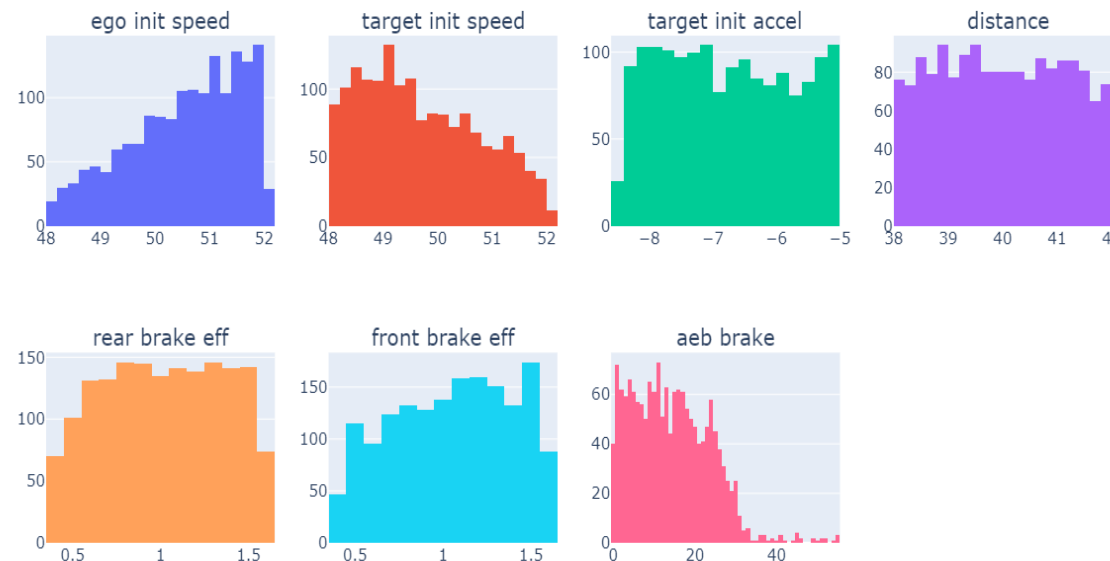 ego init speed
target init speed
target init accel
distance
100
50
0
48 49 50 51 52
100
50
0
48 49 50 51 52
100
50
0
−8 −7 −6 −5
80
60
40
20
0
38 39 40 41 4
rear brake eff
front brake eff
aeb brake
150
100
50
0
0.5 1 1.5
150
100
50
0
0.5 1 1.5
60
40
20
0
0 20 40